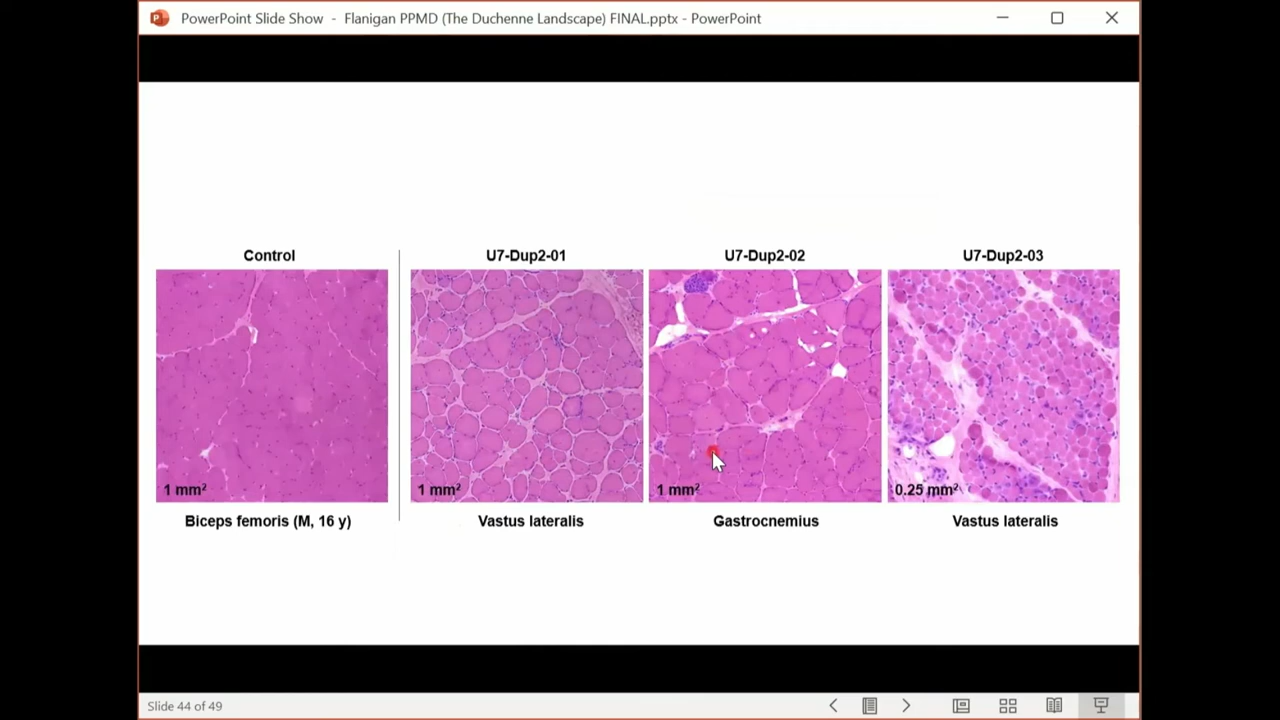 PowerPoint Slide Show - Flanigan PPMD (The Duchenne Landscape) FINAL.pptx - PowerPoint
Control
U7-Dup2-01
U7-Dup2-02
U7-Dup2-03
1 mm²
1 mm²
1 mm²
0.25 mm²
Biceps femoris (M, 16 y)
Vastus lateralis
Gastrocnemius
Vastus lateralis
Slide 44 of 49